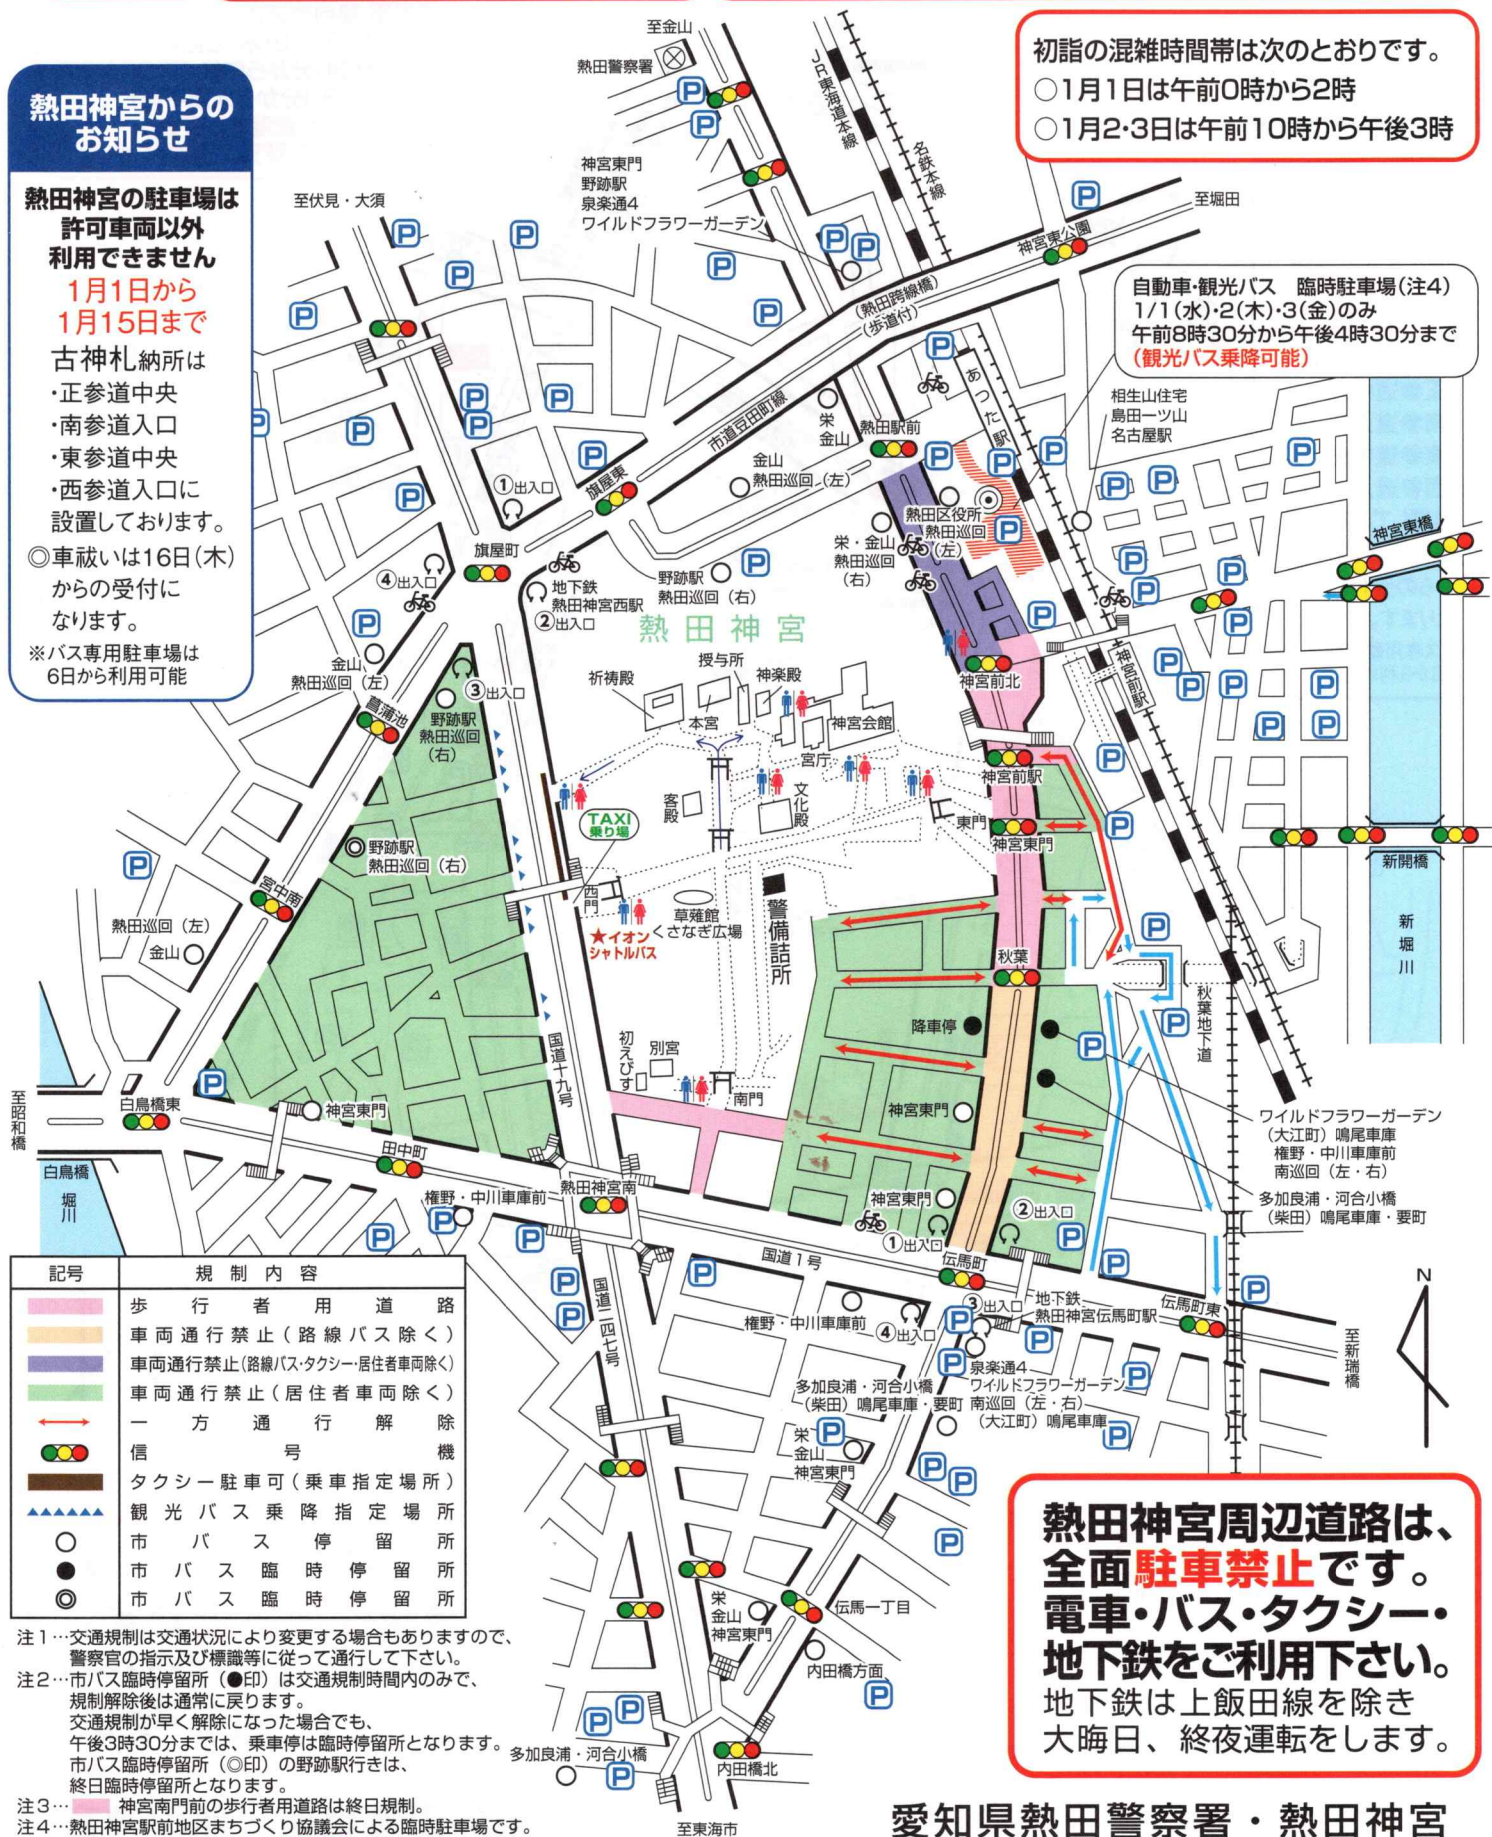 初詣の混雑時間帯は次のとおりです。
○1月1日は午前0時から2時
○1月2・3日は午前10時から午後3時
熱田神宮からの
お知らせ
熱田神宮の駐車場は
許可車両以外
利用できません
1月1日から
1月15日まで
古神札納所は
・正参道中央
・南参道入口
・東参道中央
・西参道入口に
設置しております。
◎車祓いは16日(木)
からの受付に
なります。
※バス専用駐車場は
6日から利用可能
至金山
熱田警察署
JR東海道本線
名鉄本線
神宮東門
野跡駅
泉楽通4
ワイルドフラワーガーデン
至伏見・大須
至堀田
神宮東公園
(熱田跨線橋)
(歩道付)
自動車・観光バス 臨時駐車場(注4)
1/1(水)・2(木)・3(金)のみ
午前8時30分から午後4時30分まで
(観光バス乗降可能)
あつた駅
相生山住宅
島田一ツ山
名古屋駅
市道豆田町線
栄
金山
熱田駅前
金山
熱田巡回(左)
旗屋東
①出入口
旗屋町
④出入口
地下鉄
熱田神宮西駅
②出入口
野跡駅
熱田巡回(右)
熱田区役所
熱田巡回
(左)
栄・金山
熱田巡回
(右)
神宮東橋
熱田神宮
金山
熱田巡回(左)
③出入口
野跡駅
熱田巡回
(右)
菖蒲池
祈祷殿
授与所
神楽殿
本宮
神宮会館
宮庁
客殿
文化殿
神宮前北
神宮前駅
神宮前駅
東門
神宮東門
TAXI
乗り場
野跡駅
熱田巡回(右)
宮中南
熱田巡回(左)
金山
西門
草薙館
くさなぎ広場
★イオン
シャトルバス
警備詰所
新開橋
新堀川
秋葉
秋葉地下道
降車停
国道十九号
初えびす
別宮
南門
神宮東門
至昭和橋
白鳥橋東
白鳥橋
堀川
神宮東門
田中町
権野・中川車庫前
熱田神宮南
神宮東門
①出入口
②出入口
ワイルドフラワーガーデン
(大江町)鳴尾車庫
権野・中川車庫前
南巡回(左・右)
多加良浦・河合小橋
(柴田)鳴尾車庫・要町
国道1号
伝馬町
伝馬町東
国道二四七号
権野・中川車庫前
④出入口
③出入口
地下鉄
熱田神宮伝馬町駅
至新瑞橋
N
泉楽通4
ワイルドフラワーガーデン
南巡回(左・右)
(大江町)鳴尾車庫
多加良浦・河合小橋
(柴田)鳴尾車庫・要町
栄
金山
神宮東門
栄
金山
神宮東門
伝馬一丁目
内田橋方面
多加良浦・河合小橋
内田橋北
至東海市
記号 規制内容
歩行者用道路
車両通行禁止(路線バス除く)
車両通行禁止(路線バス・タクシー・居住者車両除く)
車両通行禁止(居住者車両除く)
一方通行解除
信号機
タクシー駐車可(乗車指定場所)
観光バス乗降指定場所
市バス停留所
市バス臨時停留所
市バス臨時停留所
注1…交通規制は交通状況により変更する場合もありますので、
警察官の指示及び標識等に従って通行して下さい。
注2…市バス臨時停留所(●印)は交通規制時間内のみで、
規制解除後は通常に戻ります。
交通規制が早く解除になった場合でも、
午後3時30分までは、乗車停は臨時停留所となります。
市バス臨時停留所(◎印)の野跡駅行きは、
終日臨時停留所となります。
注3… 神宮南門前の歩行者用道路は終日規制。
注4…熱田神宮駅前地区まちづくり協議会による臨時駐車場です。
熱田神宮周辺道路は、
全面駐車禁止です。
電車・バス・タクシー・
地下鉄をご利用下さい。
地下鉄は上飯田線を除き
大晦日、終夜運転をします。
愛知県熱田警察署・熱田神宮